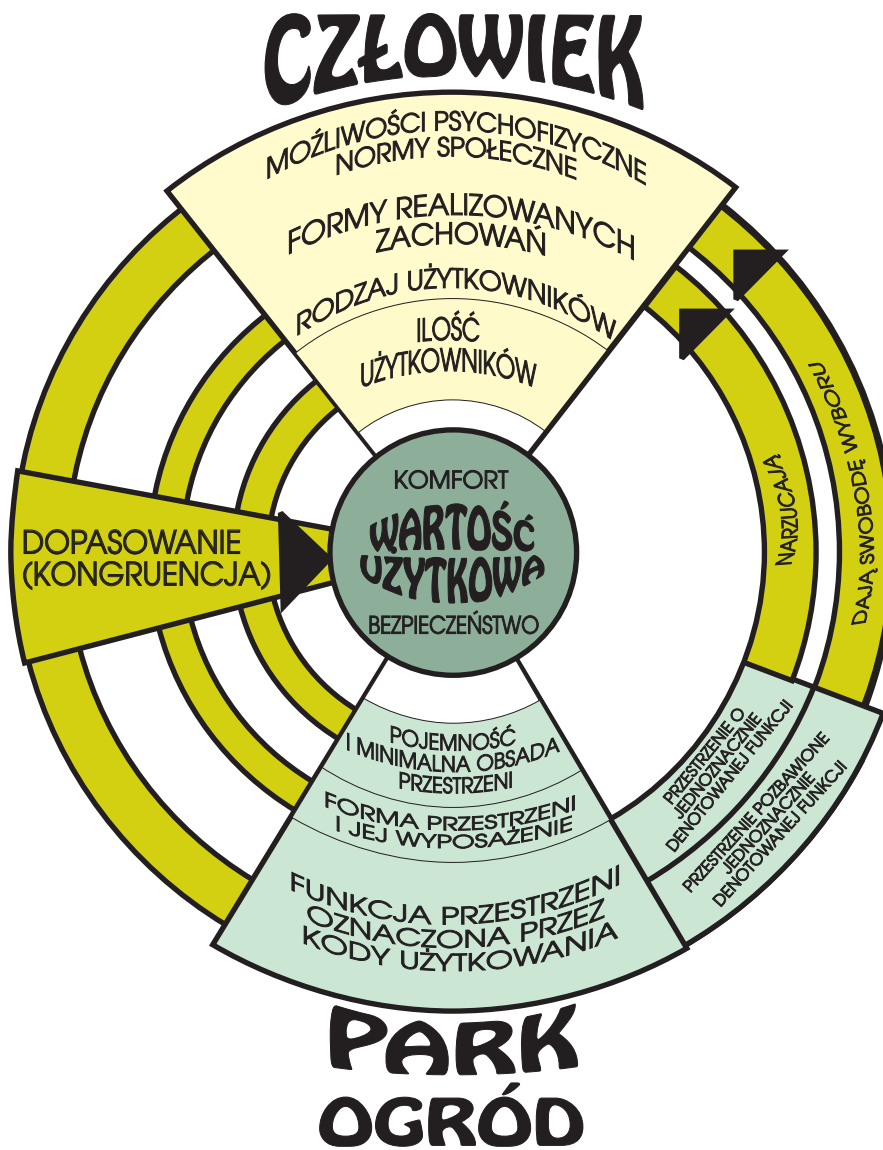 CZŁOWIEK
MOŹLIWOŚCI PSYCHOFIZYCZNE
NORMY SPOŁECZNE
FORMY REALIZOWANYCH
ZACHOWAŃ
RODZAJ UŻYTKOWNIKÓW
ILOŚĆ
UŻYTKOWNIKÓW
KOMFORT
WARTOŚĆ
UZYTKOWA
BEZPIECZEŃSTWO
DOPASOWANIE
(KONGRUENCJA)
NARZUCAJĄ
DAJĄ SWOBODĘ WYBORU
POJEMNOŚĆ
I MINIMALNA OBSADA
PRZESTRZENI
FORMA PRZESTRZENI
I JEJ WYPOSAŻENIE
FUNKCJA PRZESTRZENI
OZNACZONA PRZEZ
KODY UŻYTKOWANIA
PRZESTRZENIE O
JEDNOZNACZNIE
DENOTOWANEJ FUNKCJI
PRZESTRZENIE POZBAWIONE
JEDNOZNACZNIE
DENOTOWANEJ FUNKCJI
PARK
OGRÓD